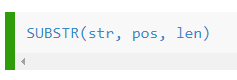 SUBSTR(str, pos, len)